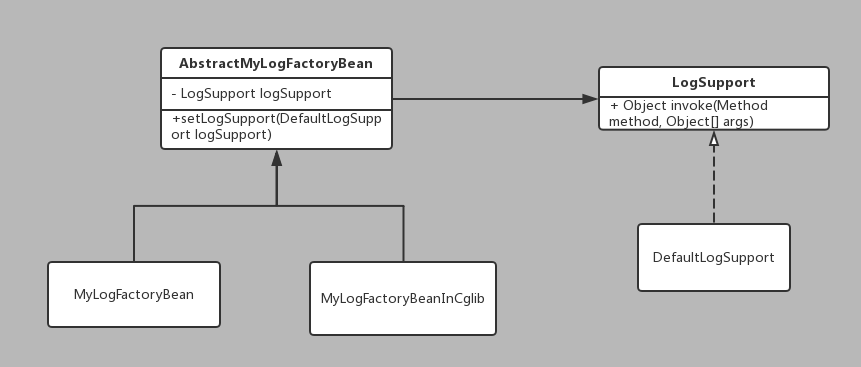 AbstractMyLogFactoryBean
- LogSupport logSupport
+setLogSupport(DefaultLogSupp
ort logSupport)
LogSupport
+ Object invoke(Method
method, Object[] args)
MyLogFactoryBean
MyLogFactoryBeanInCglib
DefaultLogSupport